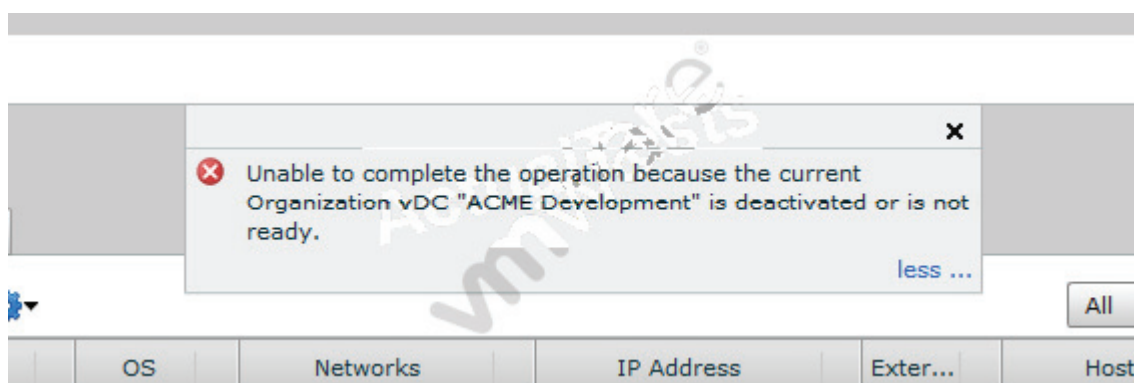 Unable to complete the operation because the current
Organization vDC "ACME Development" is deactivated or is not
ready.
less ...
All
OS Networks IP Address Exter... Host
vmware